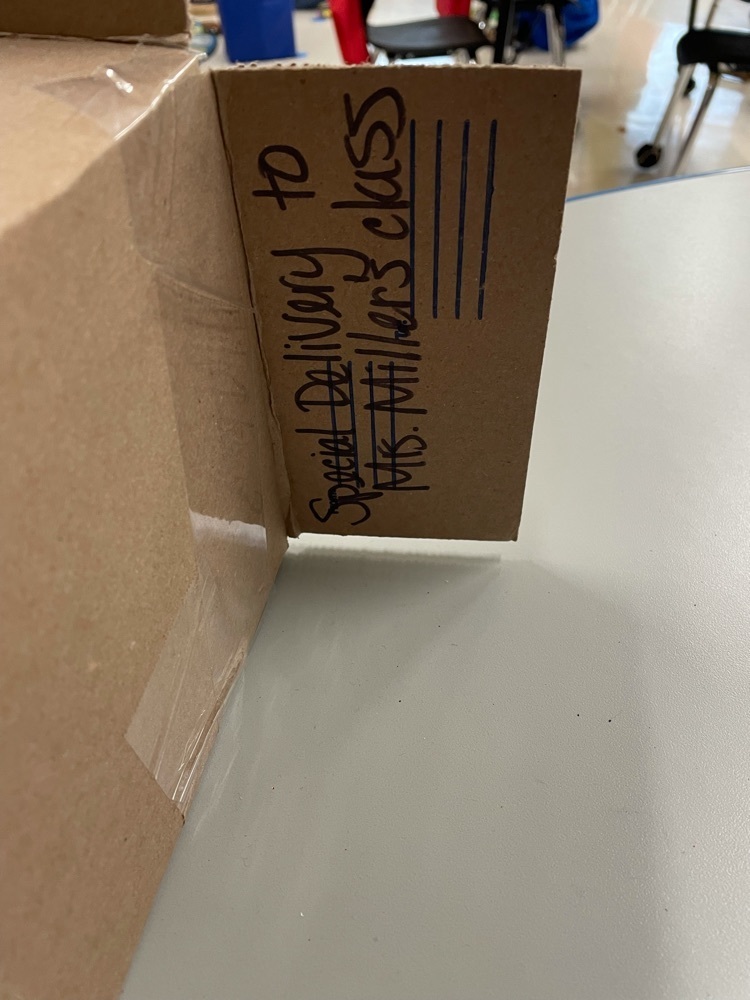 Special Delivery to
Mrs. Miller's class